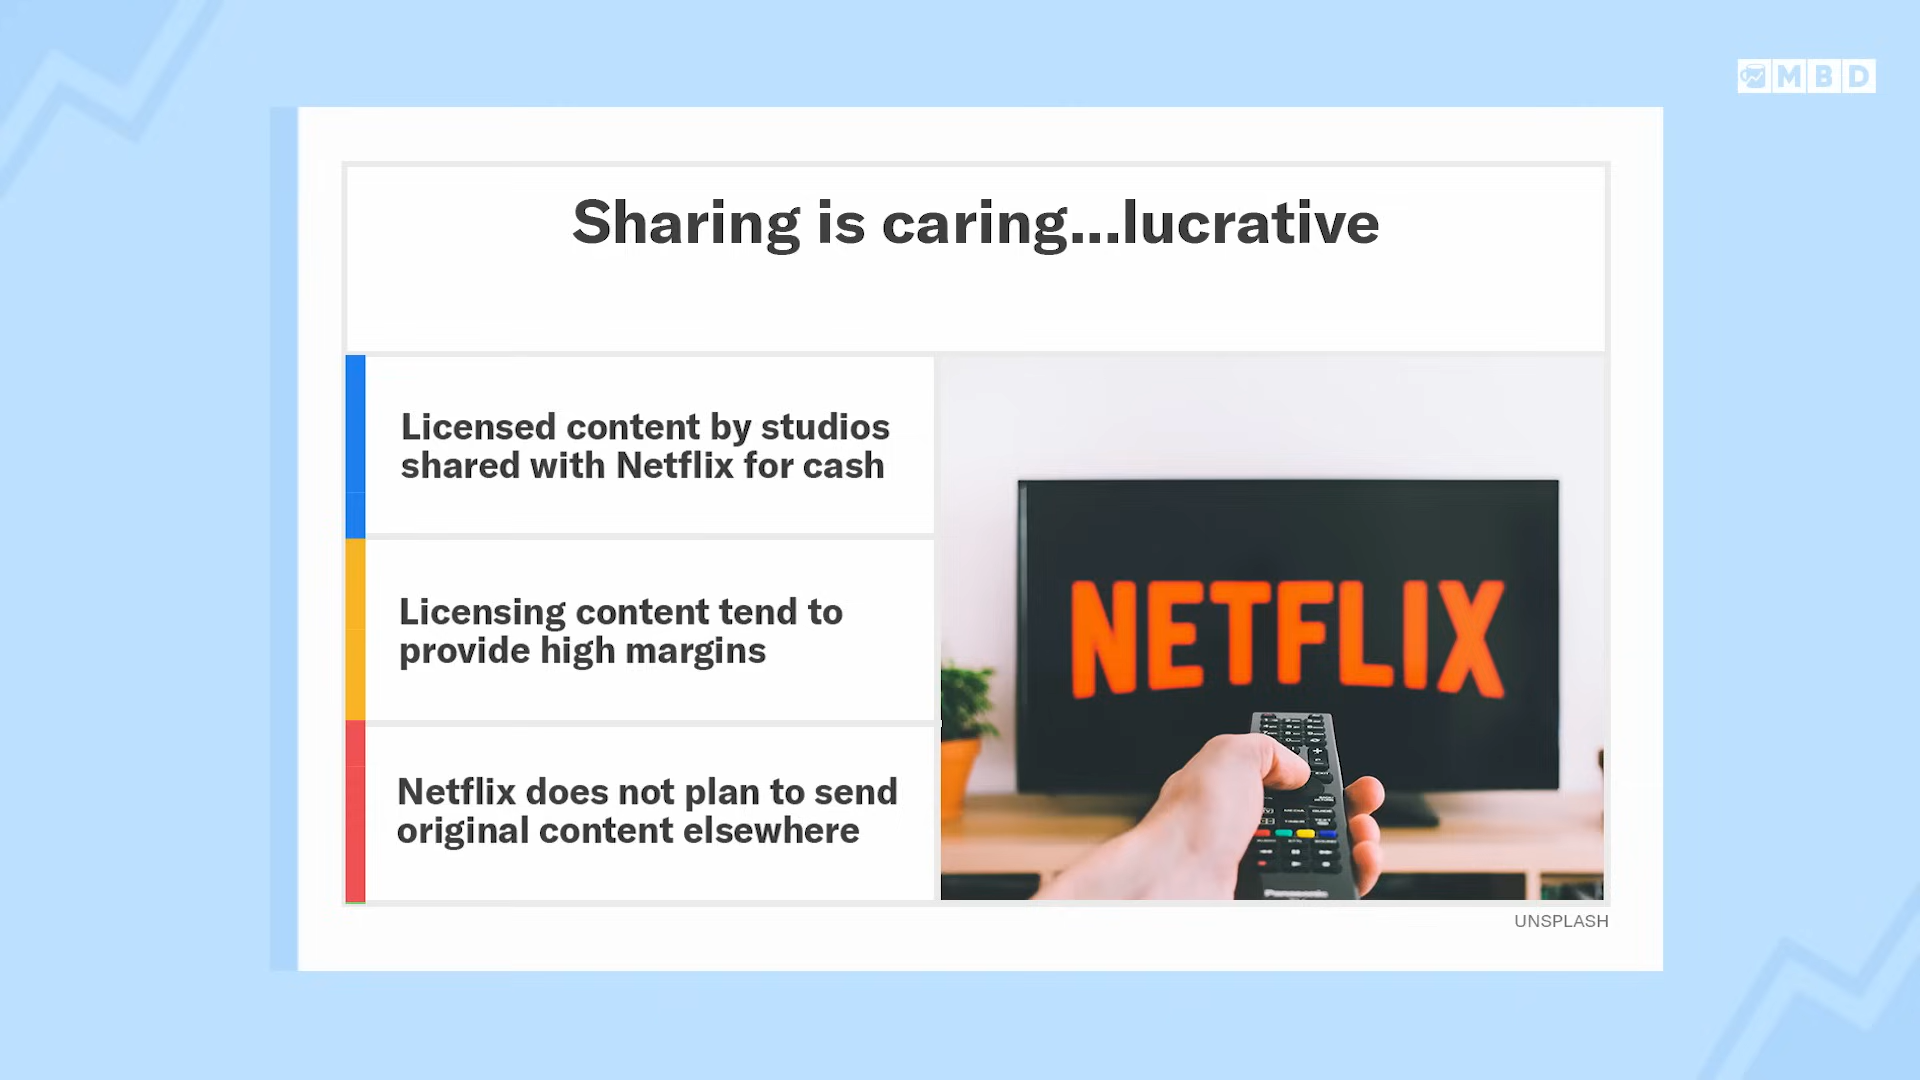 MBD
Sharing is caring...lucrative
Licensed content by studios
shared with Netflix for cash
Licensing content tend to
provide high margins
Netflix does not plan to send
original content elsewhere
NETFLIX
Panasonic
UNSPLASH